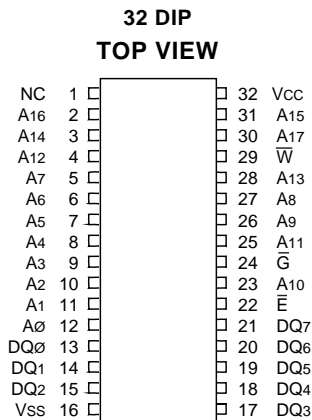 32 DIP
TOP VIEW
NC 1 32 VCC
A16 2 31 A15
A14 3 30 A17
A12 4 29 W̅
A7 5 28 A13
A6 6 27 A8
A5 7 26 A9
A4 8 25 A11
A3 9 24 G̅
A2 10 23 A10
A1 11 22 E̅
AØ 12 21 DQ7
DQØ 13 20 DQ6
DQ1 14 19 DQ5
DQ2 15 18 DQ4
VSS 16 17 DQ3